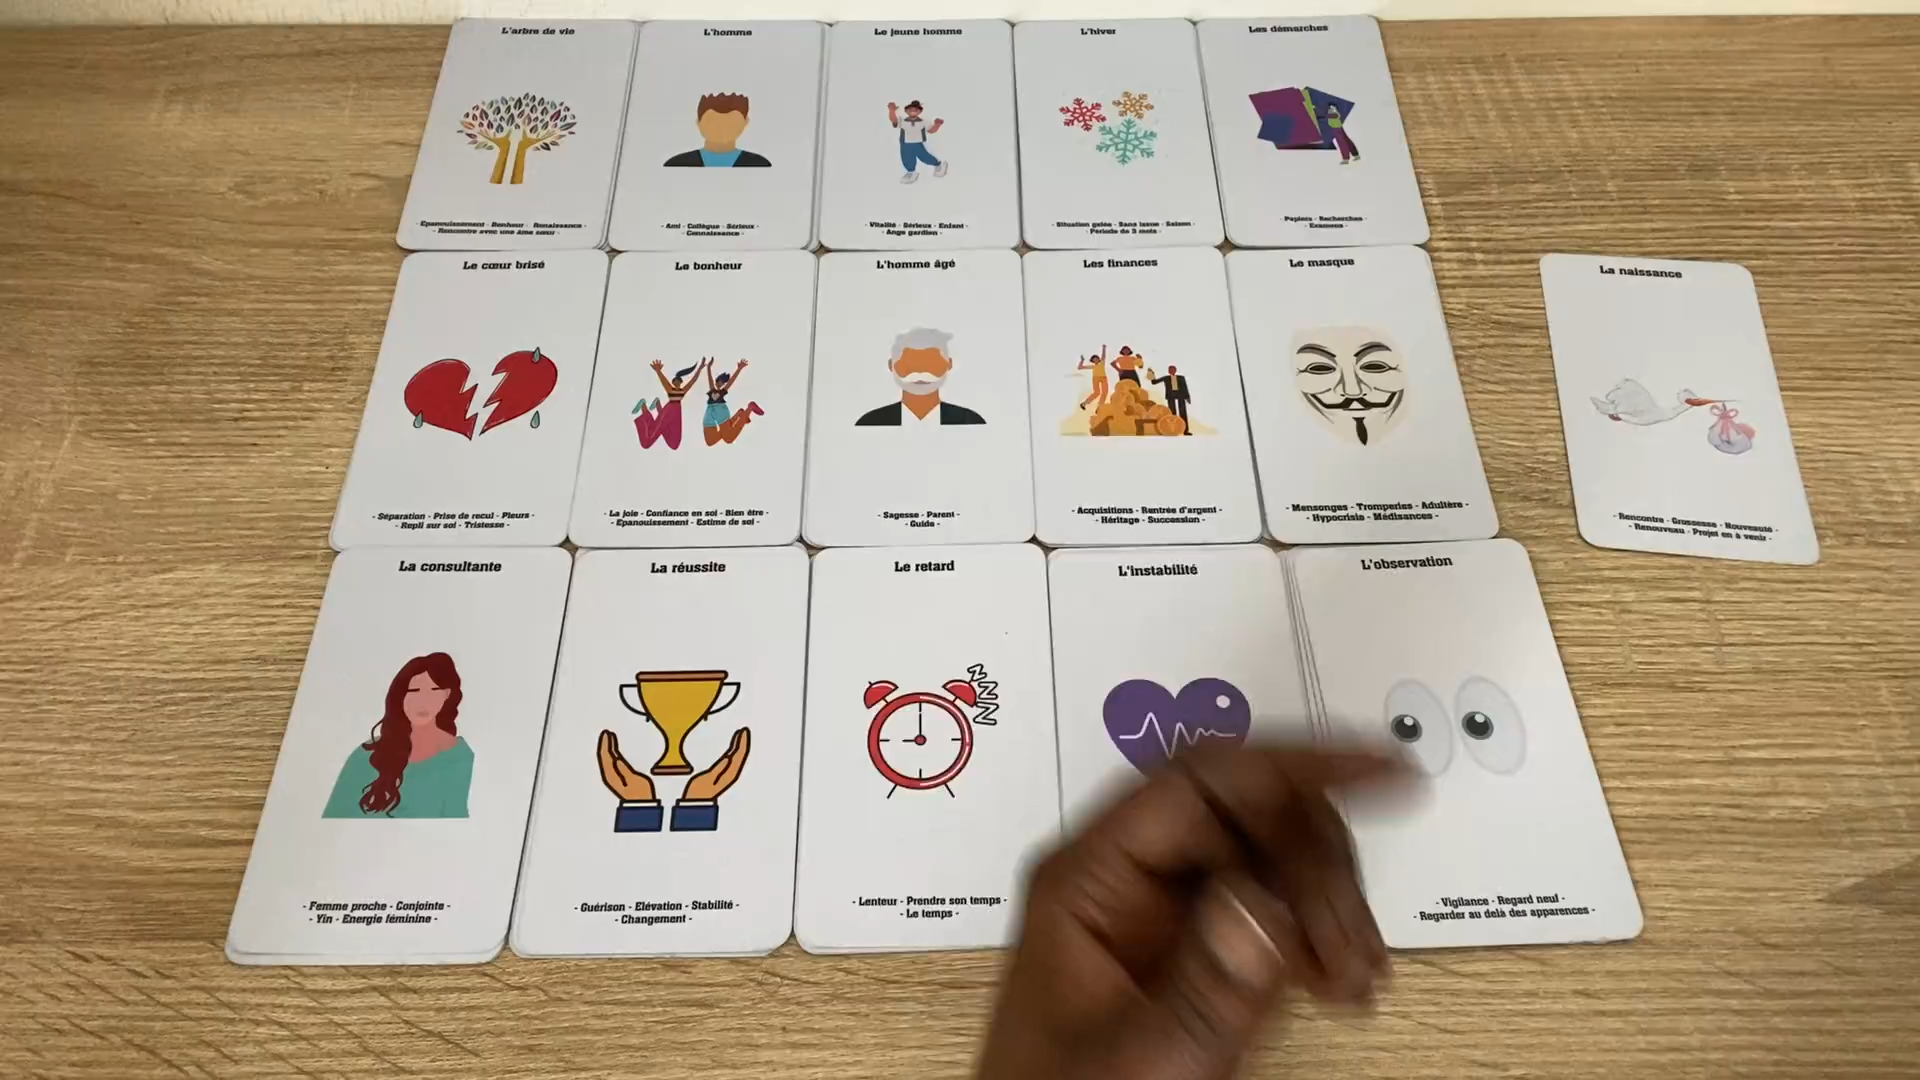 L'arbre de vie
- Epanouissement - Bonheur - Renaissance -
- Rencontre avec une âme sœur -
L'homme
- Ami - Collègue - Sérieux -
- Connaissance -
Le jeune homme
- Vitalité - Sérieux - Enfant -
- Ange gardien -
L'hiver
- Situation gelée - Sans issue - Saison -
- Période de 3 mois -
Les démarches
- Papiers - Recherches -
- Examens -
Le cœur brisé
- Séparation - Prise de recul - Pleurs -
- Repli sur soi - Tristesse -
Le bonheur
- La joie - Confiance en soi - Bien être -
- Epanouissement - Estime de soi -
L'homme âgé
- Sagesse - Parent -
- Guide -
Les finances
- Acquisitions - Rentrée d'argent -
- Héritage - Succession -
Le masque
- Mensonges - Tromperies - Adultère -
- Hypocrisie - Médisances -
La naissance
- Rencontre - Grossesse - Nouveauté -
- Renouveau - Projet en à venir -
La consultante
- Femme proche - Conjointe -
- Yin - Energie féminine -
La réussite
- Guérison - Elévation - Stabilité -
- Changement -
Le retard
zzzz
- Lenteur - Prendre son temps -
- Le temps -
L'instabilité
L'observation
- Vigilance - Regard neuf -
- Regarder au delà des apparences -